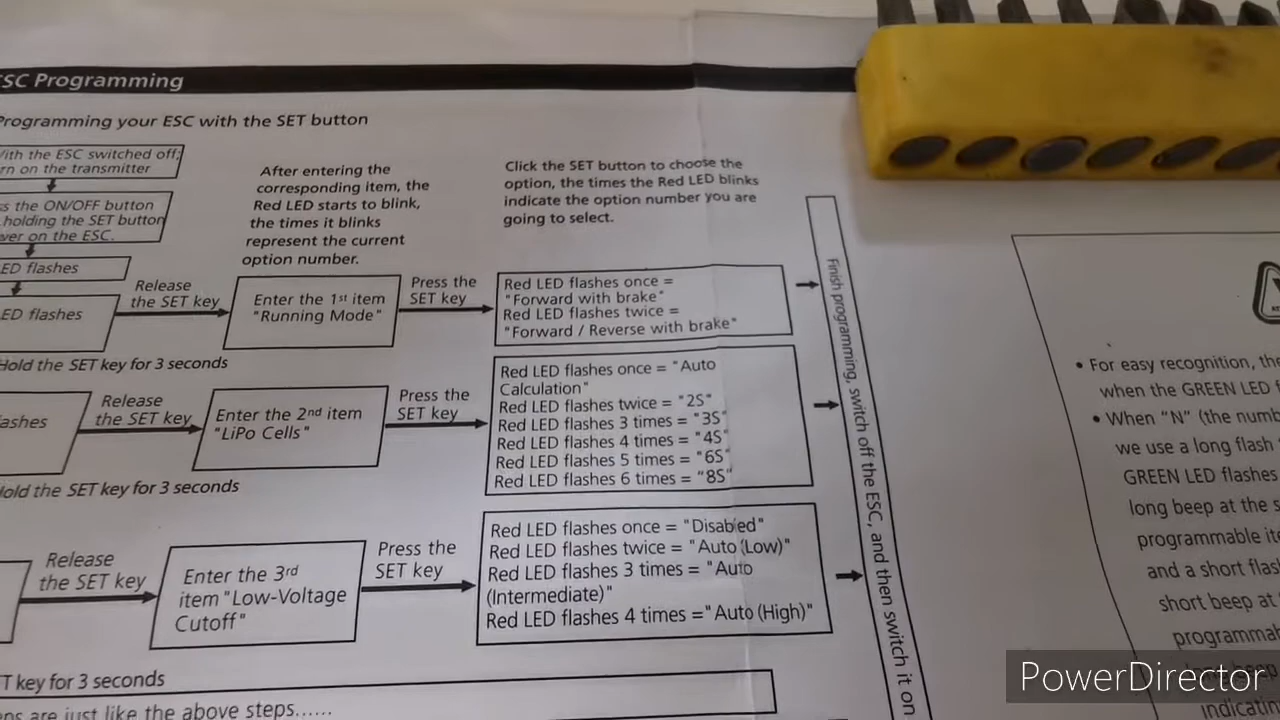 ESC Programming
Programming your ESC with the SET button
With the ESC switched off,
turn on the transmitter
the ON/OFF button
holding the SET button
on the ESC.
LED flashes
LED flashes
Release
the SET key
After entering the
corresponding item, the
Red LED starts to blink,
the times it blinks
represent the current
option number.
Enter the 1st item
"Running Mode"
Press the
SET key
Click the SET button to choose the
option, the times the Red LED blinks
indicate the option number you are
going to select.
Red LED flashes once =
"Forward with brake"
Red LED flashes twice =
"Forward / Reverse with brake"
Hold the SET key for 3 seconds
flashes
Release
the SET key
Enter the 2nd item
"LiPo Cells"
Press the
SET key
Red LED flashes once = "Auto
Calculation"
Red LED flashes twice = "2S"
Red LED flashes 3 times = "3S"
Red LED flashes 4 times = "4S"
Red LED flashes 5 times = "6S"
Red LED flashes 6 times = "8S"
Hold the SET key for 3 seconds
Release
the SET key
Enter the 3rd
item "Low-Voltage
Cutoff"
Press the
SET key
Red LED flashes once = "Disabled"
Red LED flashes twice = "Auto (Low)"
Red LED flashes 3 times = "Auto
(Intermediate)"
Red LED flashes 4 times ="Auto (High)"
key for 3 seconds
are just like the above steps......
Finish programming, switch off the ESC, and then switch it on
• For easy recognition,
when the GREEN LED
• When "N" (the
we use a long flash
GREEN LED flashes
long beep at the
programmable
and a short
short beep at
indicating
PowerDirector